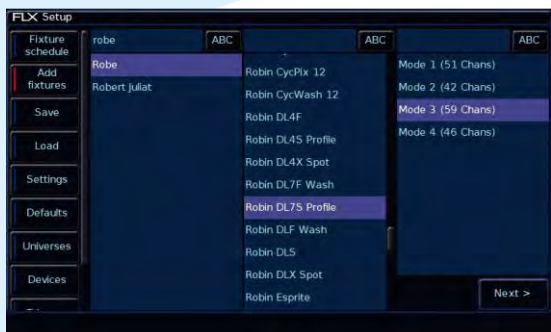 FLX Setup
Fixture
schedule
Add
fixtures
Save
Load
Settings
Defaults
Universes
Devices
robe
ABC
Robe
Robert Juliat
ABC
Robin CycPix 12
Robin CycWash 12
Robin DL4F
Robin DL4S Profile
Robin DL4X Spot
Robin DL7F Wash
Robin DL7S Profile
Robin DLF Wash
Robin DLS
Robin DLX Spot
Robin Esprite
ABC
Mode 1 (51 Chans)
Mode 2 (42 Chans)
Mode 3 (59 Chans)
Mode 4 (46 Chans)
Next >